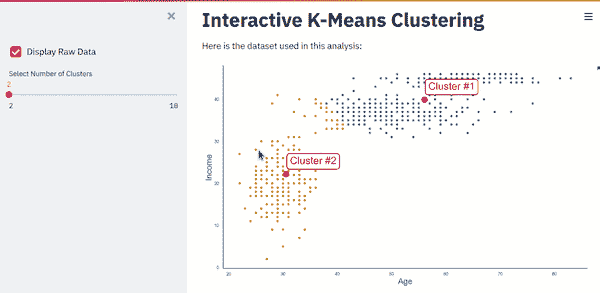 Interactive K-Means Clustering
Display Raw Data
Here is the dataset used in this analysis:
Select Number of Clusters
2
2
10
Cluster #1
Cluster #2
Income
40
30
20
10
0
20
30
40
50
60
70
80
Age